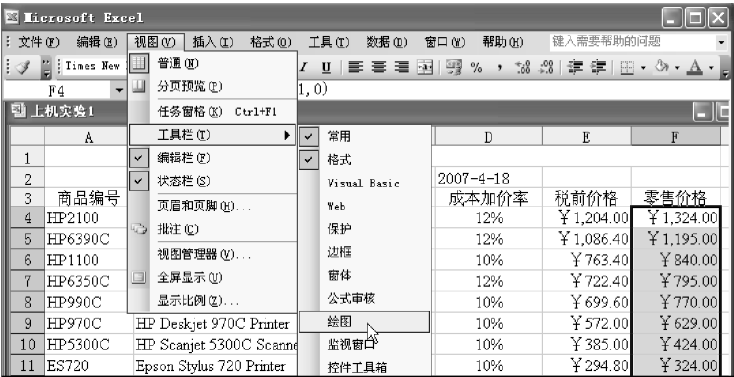 Microsoft Excel
文件(F) 编辑(E) 视图(V) 插入(I) 格式(O) 工具(T) 数据(D) 窗口(W) 帮助(H) 键入需要帮助的问题
Times New 普通(N) I U %
分页预览(P)
F4 1,0)
上机实验1 任务窗格(K) Ctrl+F1
工具栏(T) 常用
A D E F
1 编辑栏(F) 格式
2 状态栏(S) Visual Basic 2007-4-18
3 商品编号 页眉和页脚(H)... Web 成本加价率 税前价格 零售价格
4 HP2100 批注(C) 保护 12% ￥1,204.00 ￥1,324.00
5 HP6390C 视图管理器(V)... 边框 12% ￥1,086.40 ￥1,195.00
6 HP1100 窗体 10% ￥763.40 ￥840.00
7 HP6350C 全屏显示(U) 12% ￥722.40 ￥795.00
8 HP990C 显示比例(Z)... 公式审核 10% ￥699.60 ￥770.00
9 HP970C HP Deskjet 970C Printer 绘图 10% ￥572.00 ￥629.00
10 HP5300C HP Scanjet 5300C Scanne 监视窗口 10% ￥385.00 ￥424.00
11 ES720 Epson Stylus 720 Printer 控件工具箱 10% ￥294.80 ￥324.00